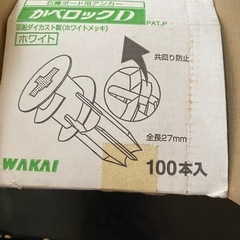 石膏ボード用アンカー
かべロックD
PAT.P
亜鉛ダイカスト製(ホワイトメッキ)
ホワイト
共回り防止
全長27mm
WAKAI
100本入